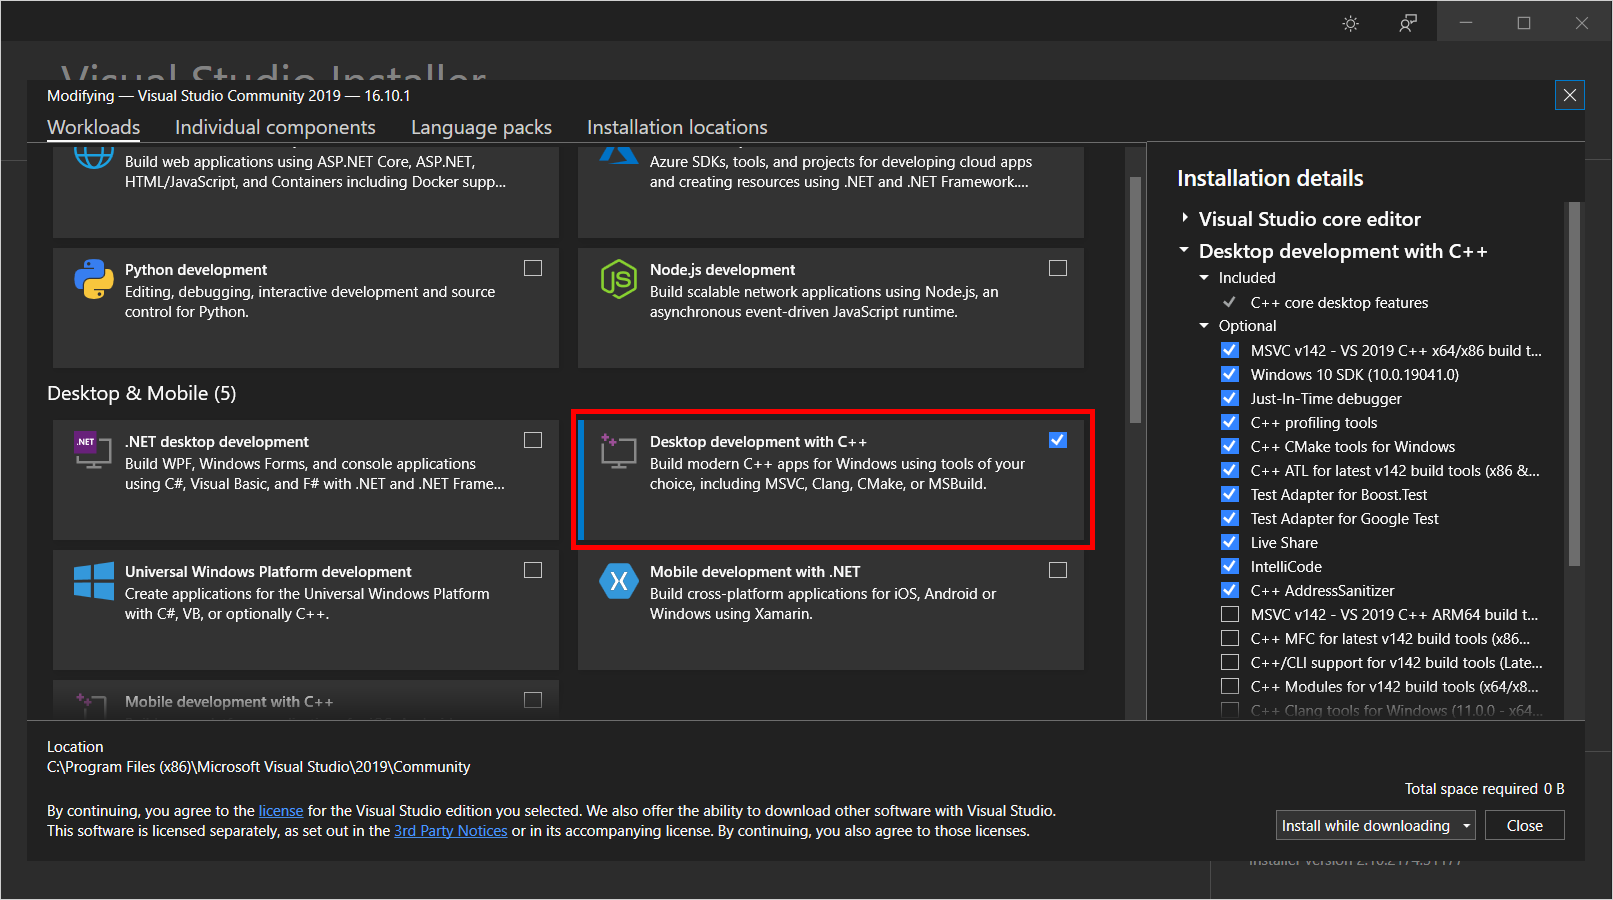 Visual Studio Installer
Modifying — Visual Studio Community 2019 — 16.10.1
Workloads
Individual components
Language packs
Installation locations
Build web applications using ASP.NET Core, ASP.NET,
HTML/JavaScript, and Containers including Docker supp...
Azure SDKs, tools, and projects for developing cloud apps
and creating resources using .NET and .NET Framework....
Python development
Editing, debugging, interactive development and source
control for Python.
JS
Node.js development
Build scalable network applications using Node.js, an
asynchronous event-driven JavaScript runtime.
Desktop & Mobile (5)
.NET
.NET desktop development
Build WPF, Windows Forms, and console applications
using C#, Visual Basic, and F# with .NET and .NET Frame...
Desktop development with C++
Build modern C++ apps for Windows using tools of your
choice, including MSVC, Clang, CMake, or MSBuild.
Universal Windows Platform development
Create applications for the Universal Windows Platform
with C#, VB, or optionally C++.
Mobile development with .NET
Build cross-platform applications for iOS, Android or
Windows using Xamarin.
Mobile development with C++
Installation details
Visual Studio core editor
Desktop development with C++
Included
C++ core desktop features
Optional
MSVC v142 - VS 2019 C++ x64/x86 build t...
Windows 10 SDK (10.0.19041.0)
Just-In-Time debugger
C++ profiling tools
C++ CMake tools for Windows
C++ ATL for latest v142 build tools (x86 &...
Test Adapter for Boost.Test
Test Adapter for Google Test
Live Share
IntelliCode
C++ AddressSanitizer
MSVC v142 - VS 2019 C++ ARM64 build t...
C++ MFC for latest v142 build tools (x86...
C++/CLI support for v142 build tools (Late...
C++ Modules for v142 build tools (x64/x8...
C++ Clang tools for Windows (11.0.0 - x64...
Location
C:\Program Files (x86)\Microsoft Visual Studio\2019\Community
By continuing, you agree to the license for the Visual Studio edition you selected. We also offer the ability to download other software with Visual Studio.
This software is licensed separately, as set out in the 3rd Party Notices or in its accompanying license. By continuing, you also agree to those licenses.
Total space required 0 B
Install while downloading
Close
Installer version